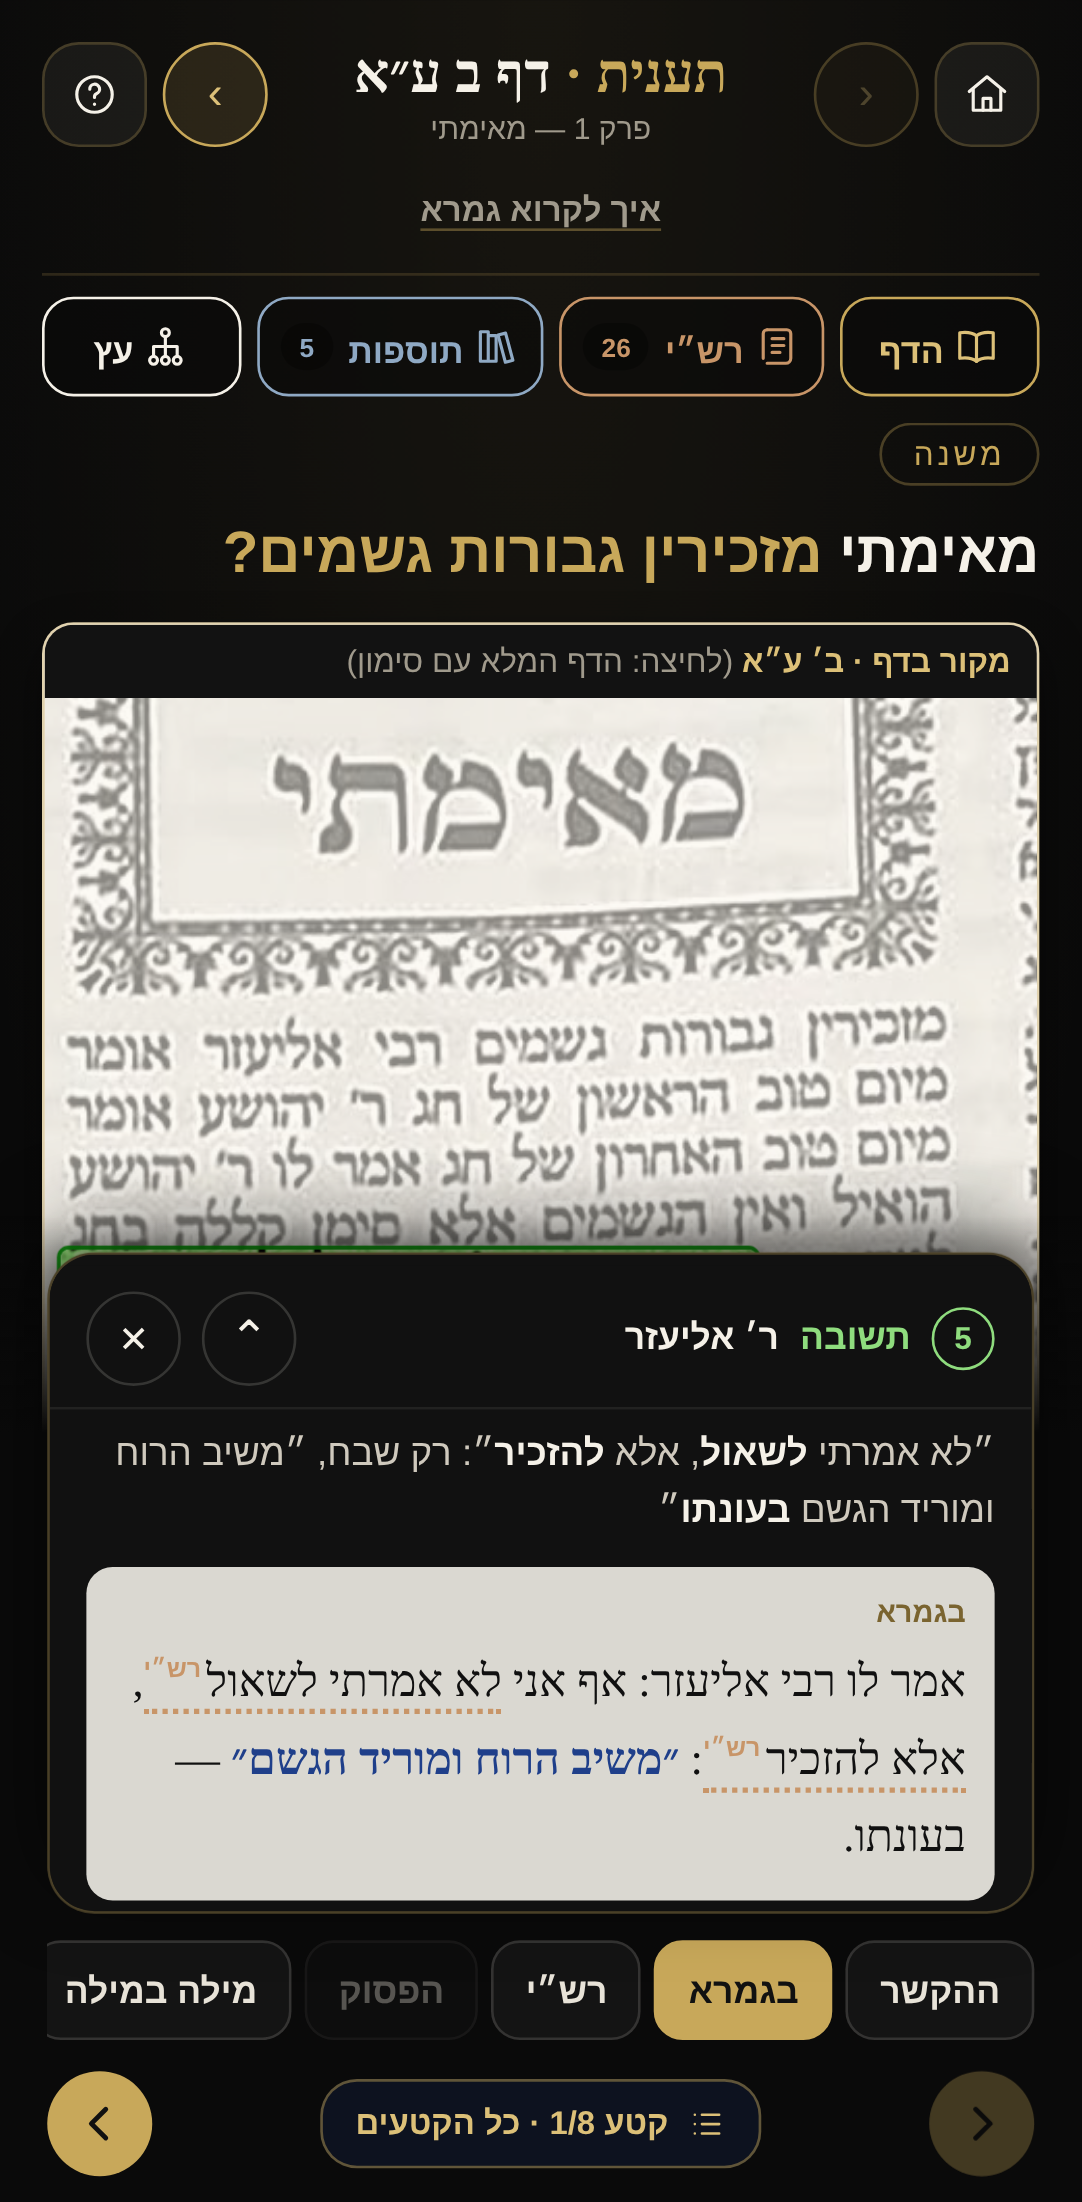 תענית · דף ב ע״א
פרק 1 — מאימתי
איך לקרוא גמרא
הדף
רש״י 26
תוספות 5
עץ
משנה
מאימתי מזכירין גבורות גשמים?
מקור בדף · ב׳ ע״א (לחיצה: הדף המלא עם סימון)
מאימתי
מזכירין גבורות גשמים רבי אליעזר אומר
מיום טוב הראשון של חג ר' יהושע אומר
מיום טוב האחרון של חג אמר לו ר' יהושע
הואיל ואין הגשמים אלא סימן קללה בחג
5 תשובה ר׳ אליעזר
״לא אמרתי לשאול, אלא להזכיר״: רק שבח, ״משיב הרוח
ומוריד הגשם בעונתו״
בגמרא
אמר לו רבי אליעזר: אף אני לא אמרתי לשאול רש״י,
אלא להזכיר רש״י: ״משיב הרוח ומוריד הגשם״ —
בעונתו.
ההקשר
בגמרא
רש״י
הפסוק
מילה במילה
קטע 1/8 · כל הקטעים